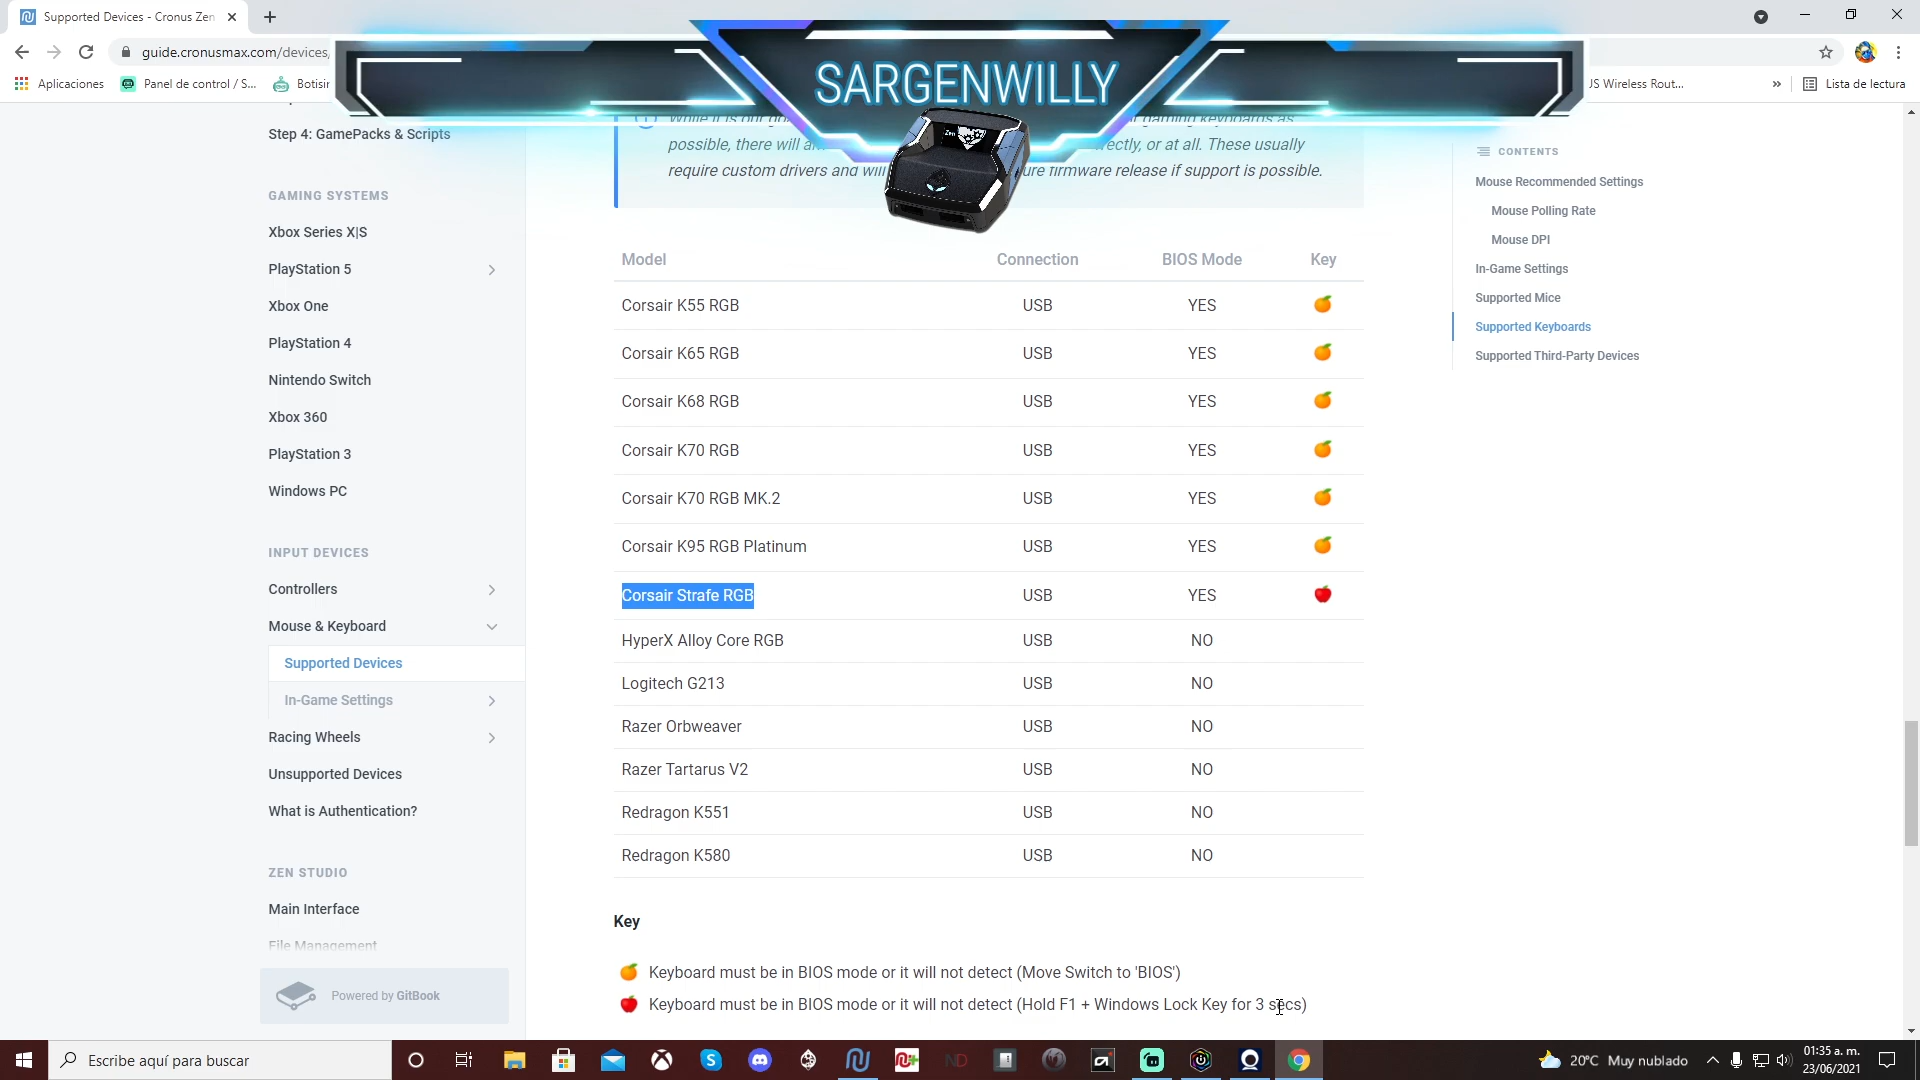 Supported Devices - Cronus Zen
guide.cronusmax.com/devices,
Aplicaciones
Panel de control / S...
Botisir
SARGENWILLY
US Wireless Rout...
»
Lista de lectura
Step 4: GamePacks & Scripts
GAMING SYSTEMS
Xbox Series X|S
PlayStation 5
Xbox One
PlayStation 4
Nintendo Switch
Xbox 360
PlayStation 3
Windows PC
INPUT DEVICES
Controllers
Mouse & Keyboard
Supported Devices
In-Game Settings
Racing Wheels
Unsupported Devices
What is Authentication?
ZEN STUDIO
Main Interface
File Management
Powered by GitBook
While it is our gaming keyboards as
possible, there will or at all. These usually
require custom drivers and will firmware release if support is possible.
Zen
Model Connection BIOS Mode Key
Corsair K55 RGB USB YES
Corsair K65 RGB USB YES
Corsair K68 RGB USB YES
Corsair K70 RGB USB YES
Corsair K70 RGB MK.2 USB YES
Corsair K95 RGB Platinum USB YES
Corsair Strafe RGB USB YES
HyperX Alloy Core RGB USB NO
Logitech G213 USB NO
Razer Orbweaver USB NO
Razer Tartarus V2 USB NO
Redragon K551 USB NO
Redragon K580 USB NO
Key
Keyboard must be in BIOS mode or it will not detect (Move Switch to 'BIOS')
Keyboard must be in BIOS mode or it will not detect (Hold F1 + Windows Lock Key for 3 secs)
CONTENTS
Mouse Recommended Settings
Mouse Polling Rate
Mouse DPI
In-Game Settings
Supported Mice
Supported Keyboards
Supported Third-Party Devices
Escribe aquí para buscar
ND
20°C Muy nublado
01:35 a. m.
23/06/2021